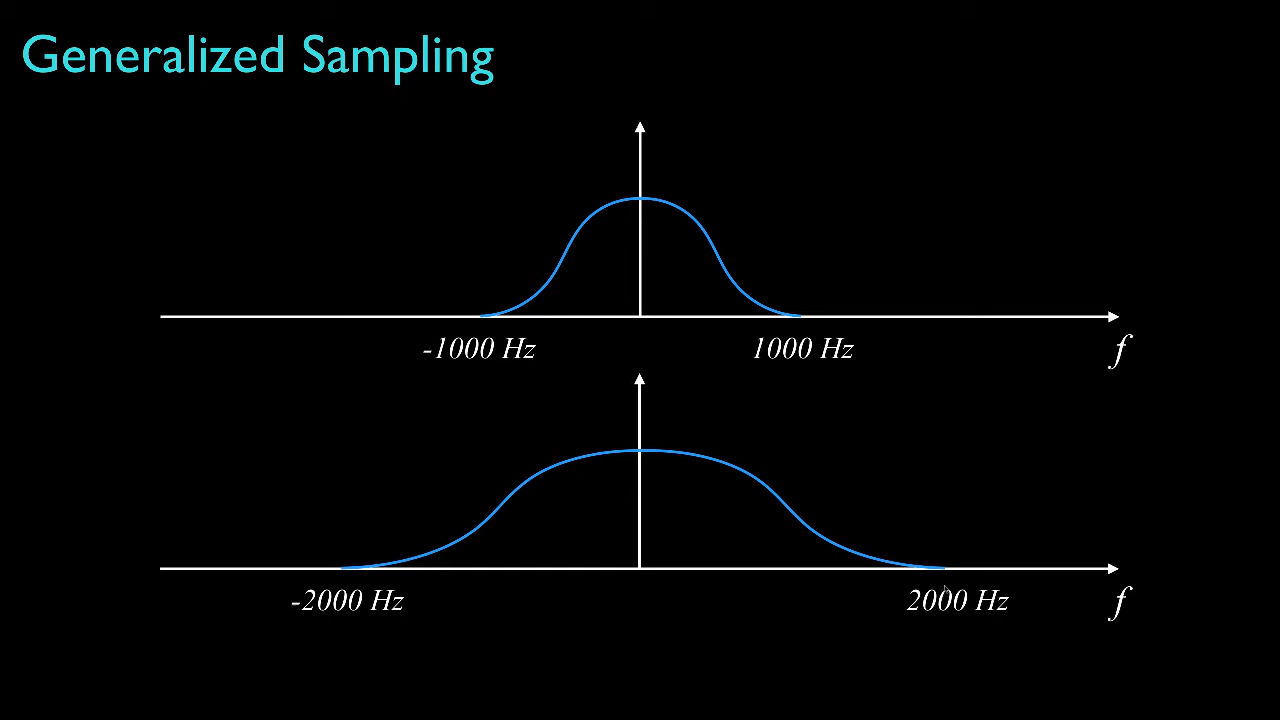 Generalized Sampling
-1000 Hz
1000 Hz
f
-2000 Hz
2000 Hz
f